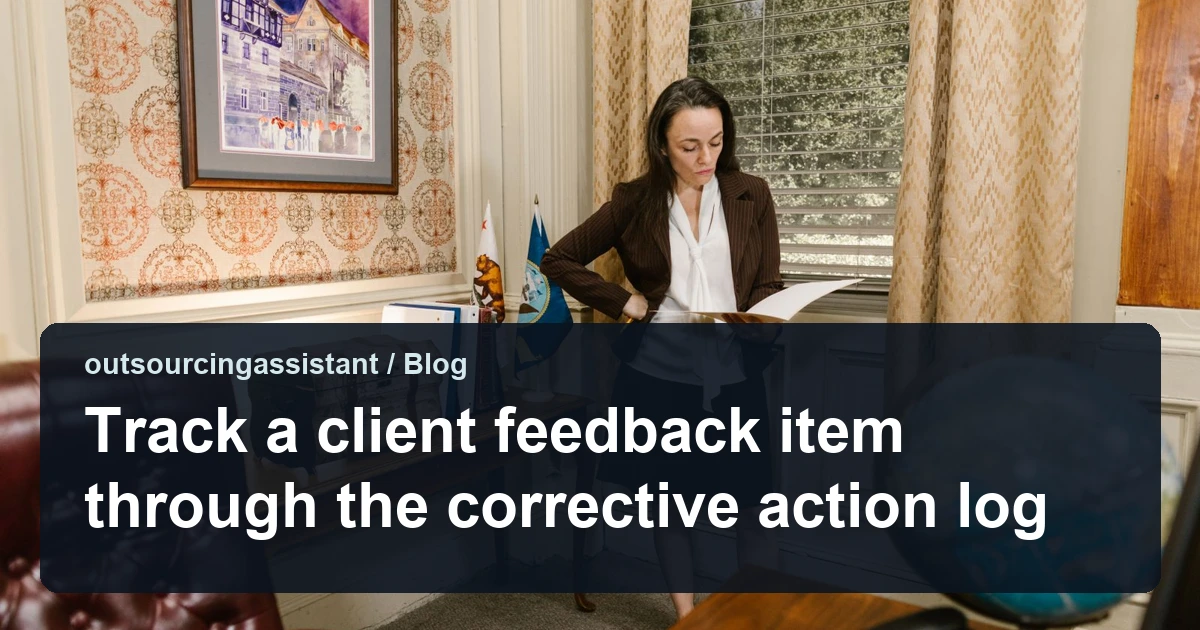 outsourcingassistant / Blog
Track a client feedback item
through the corrective action log